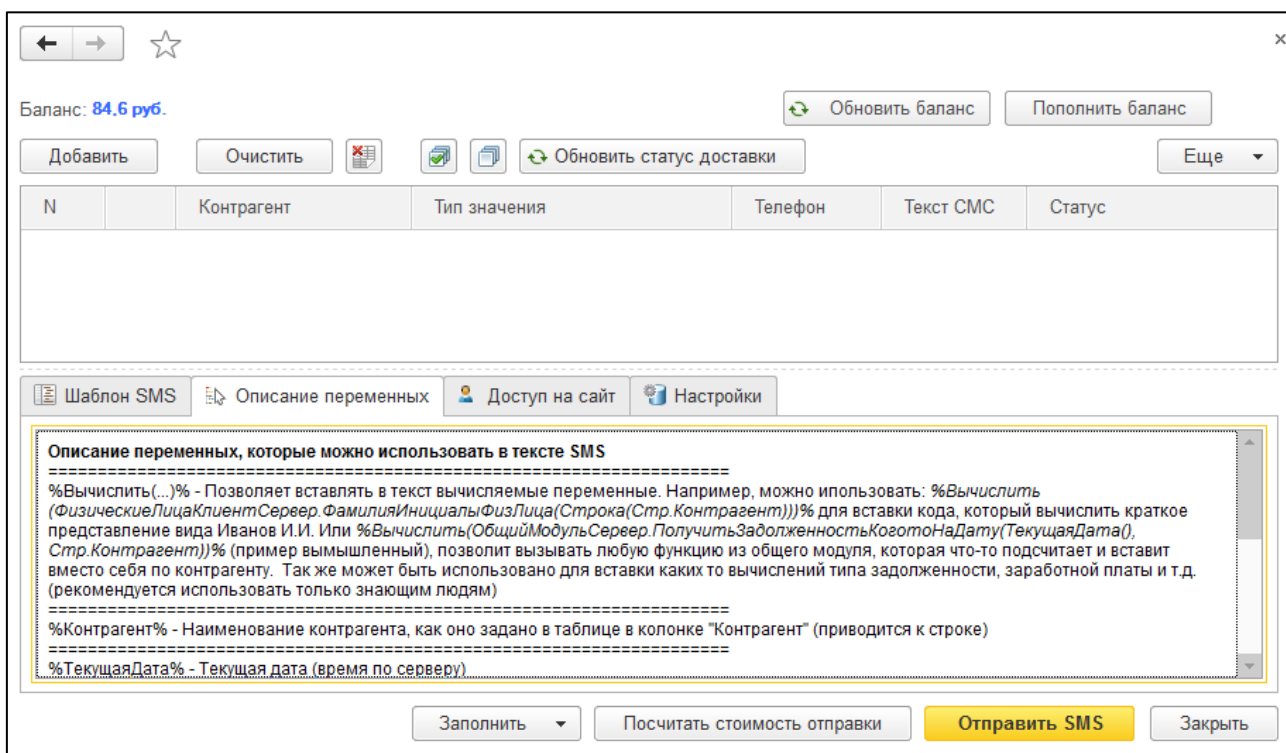 Баланс: 84,6 руб. Обновить баланс Пополнить баланс
Добавить Очистить Обновить статус доставки Еще
N Контрагент Тип значения Телефон Текст СМС Статус
Шаблон SMS Описание переменных Доступ на сайт Настройки
Описание переменных, которые можно использовать в тексте SMS
=====================================================================
%Вычислить(...)% - Позволяет вставлять в текст вычисляемые переменные. Например, можно ипользовать: %Вычислить
(ФизическиеЛицаКлиентСервер.ФамилияИнициалыФизЛица(Строка(Стр.Контрагент)))% для вставки кода, который вычислить краткое
представление вида Иванов И.И. Или %Вычислить(ОбщийМодульСервер.ПолучитьЗадолженностьКоготоНаДату(ТекущаяДата(),
Стр.Контрагент))% (пример вымышленный), позволит вызывать любую функцию из общего модуля, которая что-то подсчитает и вставит
вместо себя по контрагенту. Так же может быть использовано для вставки каких то вычислений типа задолженности, заработной платы и т.д.
(рекомендуется использовать только знающим людям)
=====================================================================
%Контрагент% - Наименование контрагента, как оно задано в таблице в колонке "Контрагент" (приводится к строке)
=====================================================================
%ТекущаяДата% - Текущая дата (время по серверу)
Заполнить Посчитать стоимость отправки Отправить SMS Закрыть